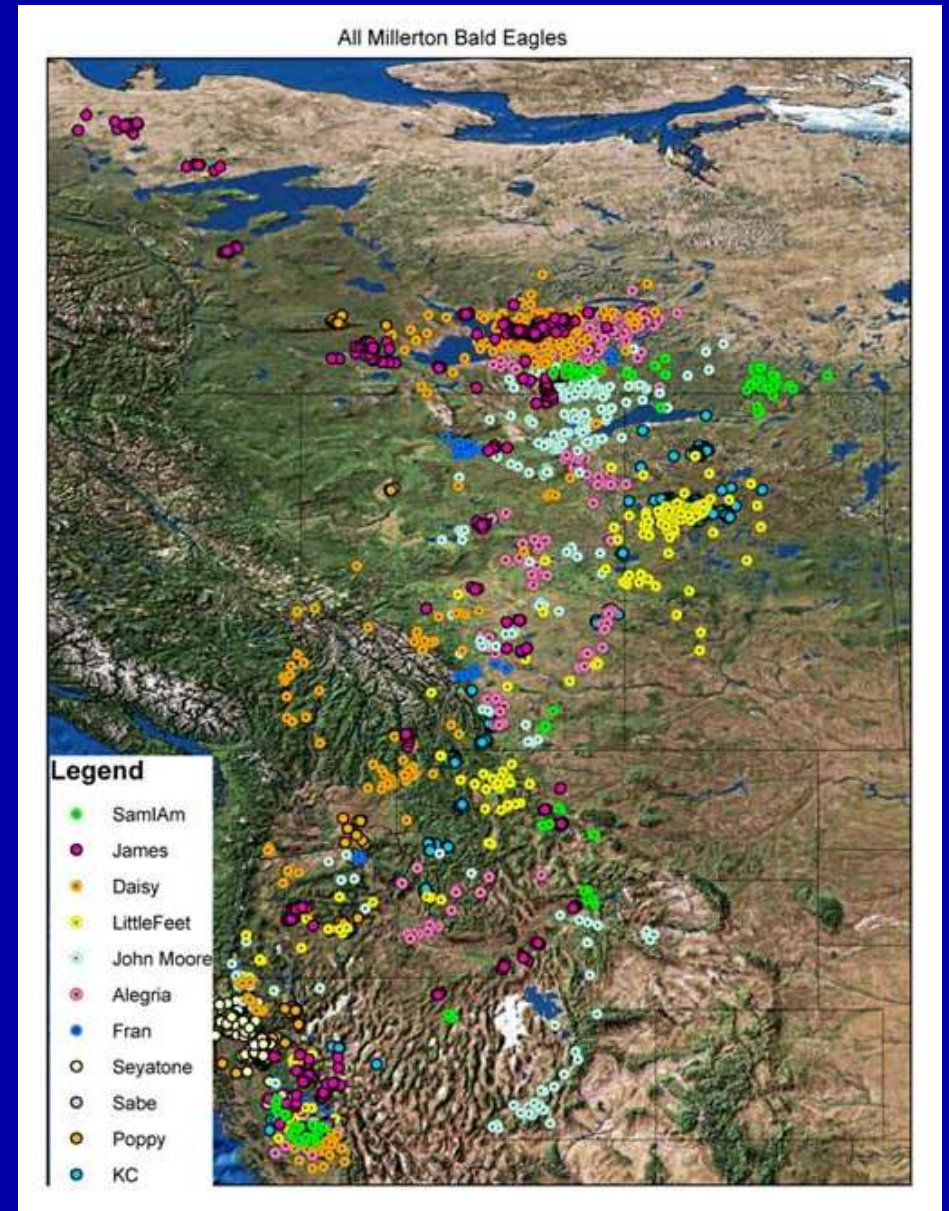 All Millerton Bald Eagles
Legend
SamIAm
James
Daisy
LittleFeet
John Moore
Alegria
Fran
Seyatone
Sabe
Poppy
KC